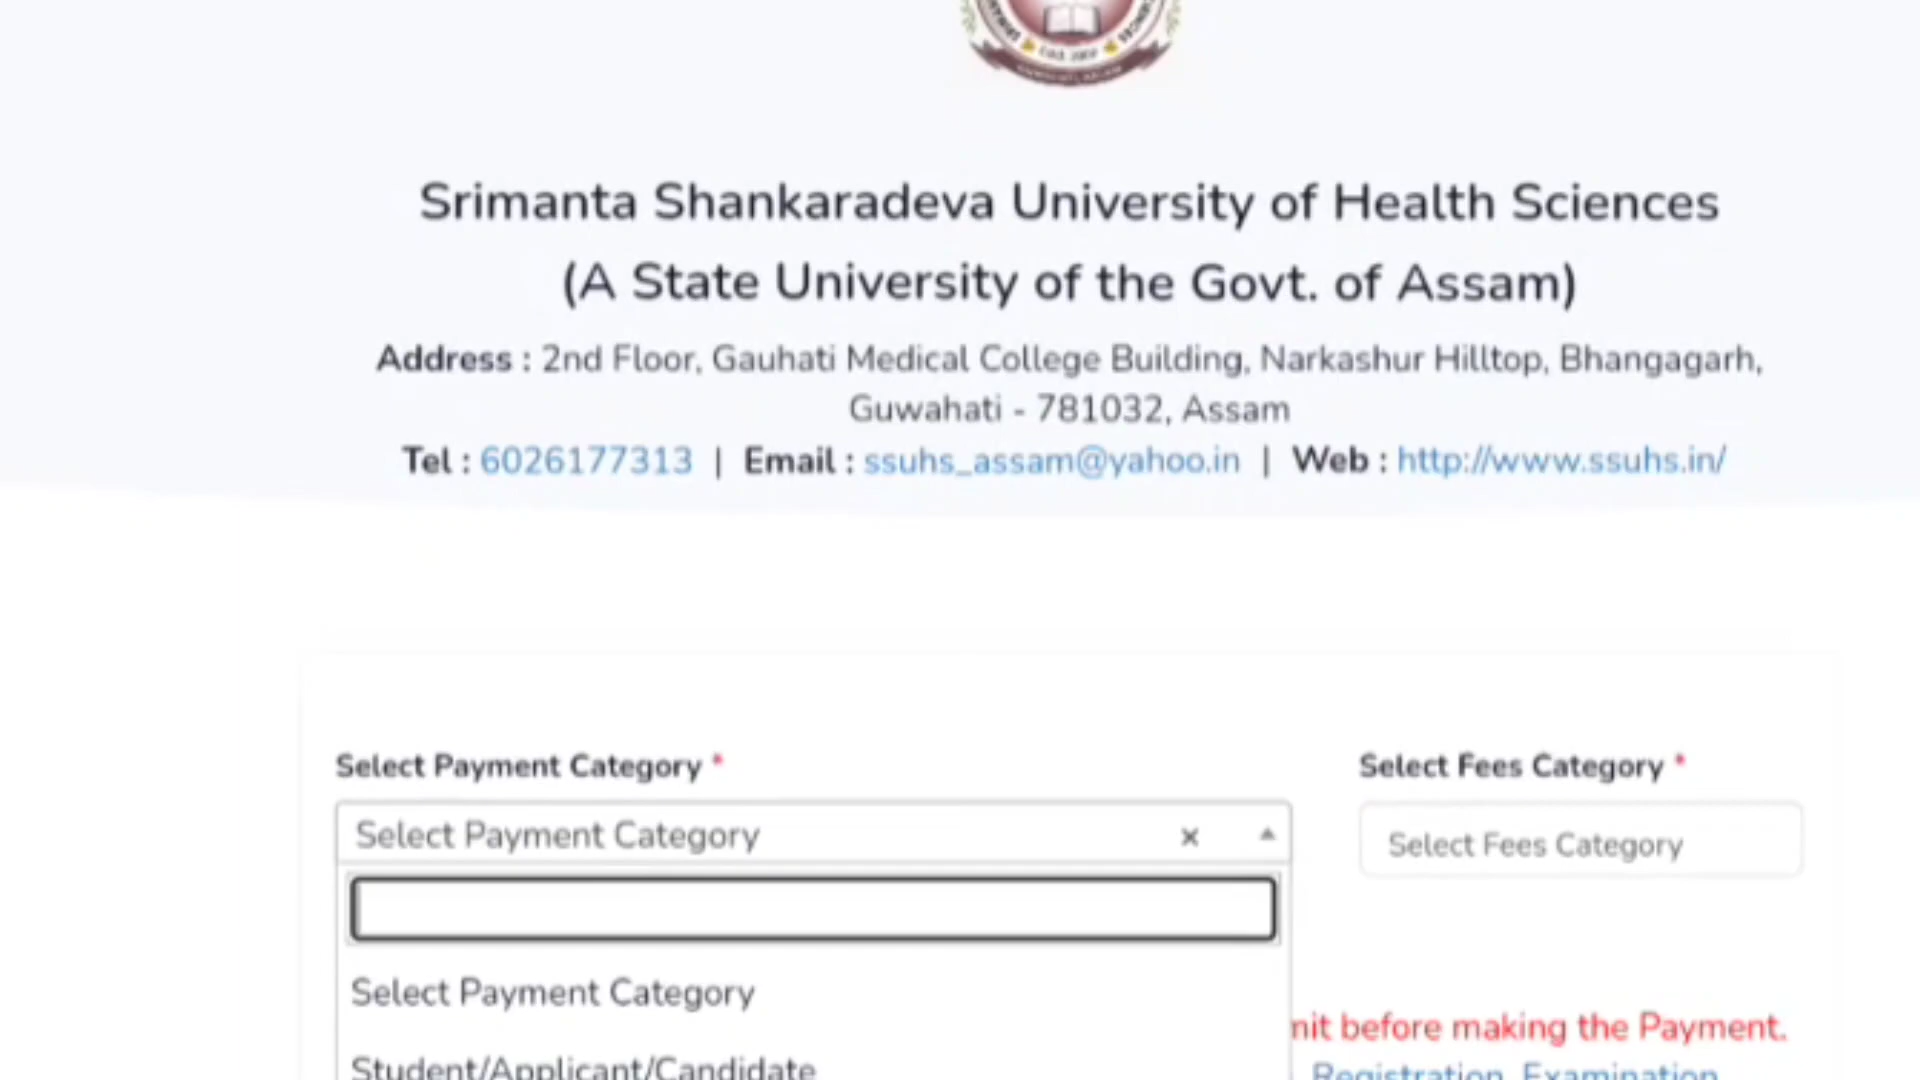 Srimanta Shankaradeva University of Health Sciences
(A State University of the Govt. of Assam)
Address : 2nd Floor, Gauhati Medical College Building, Narkashur Hilltop, Bhangagarh,
Guwahati - 781032, Assam
Tel : 6026177313 | Email : ssuhs_assam@yahoo.in | Web : http://www.ssuhs.in/
Select Payment Category * Select Fees Category *
Select Payment Category × Select Fees Category
Select Payment Category
before making the Payment.
Student/Applicant/Candidate Registration, Examination